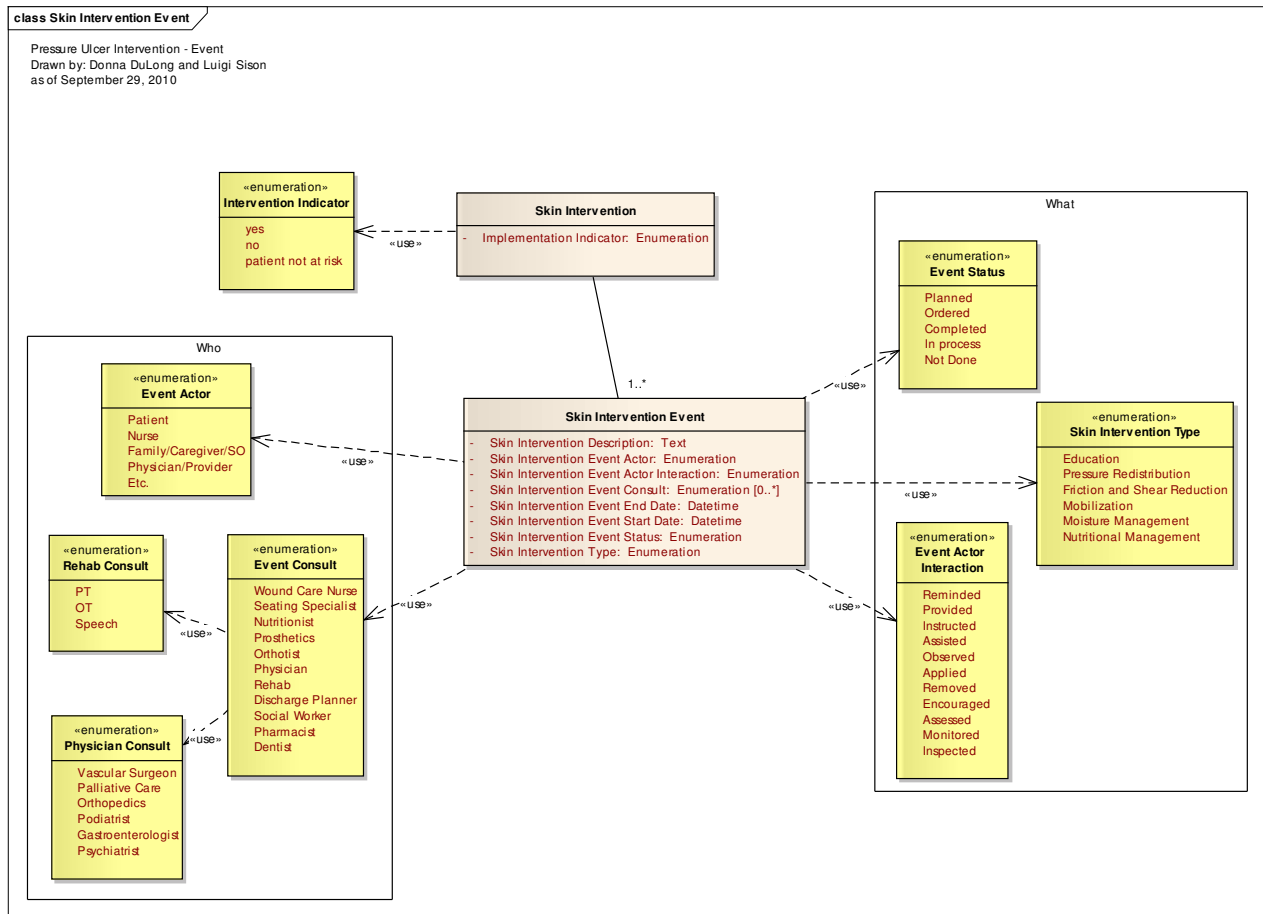 class Skin Intervention Event
Pressure Ulcer Intervention - Event
Drawn by: Donna DuLong and Luigi Sison
as of September 29, 2010
«enumeration»
Intervention Indicator
yes
no
patient not at risk
«use»
Skin Intervention
- Implementation Indicator: Enumeration
1..*
Who
«enumeration»
Event Actor
Patient
Nurse
Family/Caregiver/SO
Physician/Provider
Etc.
«use»
«enumeration»
Rehab Consult
PT
OT
Speech
«use»
«enumeration»
Event Consult
Wound Care Nurse
Seating Specialist
Nutritionist
Prosthetics
Orthotist
Physician
Rehab
Discharge Planner
Social Worker
Pharmacist
Dentist
«use»
«enumeration»
Physician Consult
Vascular Surgeon
Palliative Care
Orthopedics
Podiatrist
Gastroenterologist
Psychiatrist
«use»
Skin Intervention Event
- Skin Intervention Description: Text
- Skin Intervention Event Actor: Enumeration
- Skin Intervention Event Actor Interaction: Enumeration
- Skin Intervention Event Consult: Enumeration [0..*]
- Skin Intervention Event End Date: Datetime
- Skin Intervention Event Start Date: Datetime
- Skin Intervention Event Status: Enumeration
- Skin Intervention Type: Enumeration
What
«enumeration»
Event Status
Planned
Ordered
Completed
In process
Not Done
«use»
«enumeration»
Skin Intervention Type
Education
Pressure Redistribution
Friction and Shear Reduction
Mobilization
Moisture Management
Nutritional Management
«use»
«enumeration»
Event Actor
Interaction
Reminded
Provided
Instructed
Assisted
Observed
Applied
Removed
Encouraged
Assessed
Monitored
Inspected
«use»